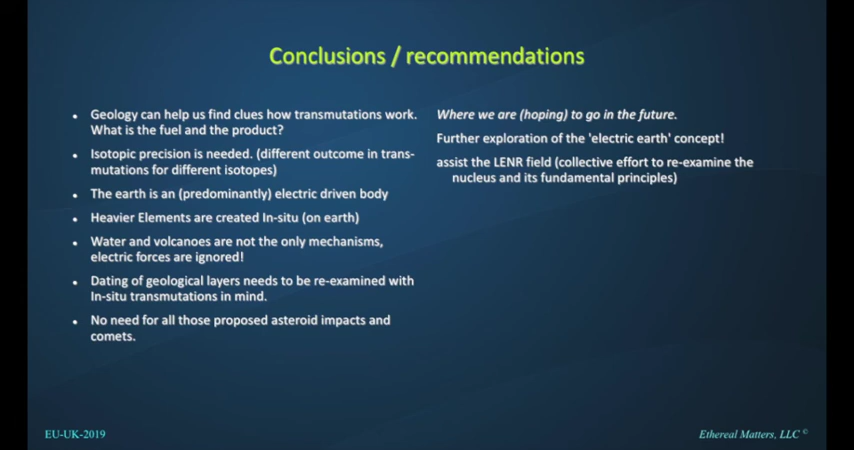 Conclusions / recommendations
• Geology can help us find clues how transmutations work.
What is the fuel and the product?
• Isotopic precision is needed. (different outcome in trans-
mutations for different isotopes)
• The earth is an (predominantly) electric driven body
• Heavier Elements are created In-situ (on earth)
• Water and volcanoes are not the only mechanisms,
electric forces are ignored!
• Dating of geological layers needs to be re-examined with
In-situ transmutations in mind.
• No need for all those proposed asteroid impacts and
comets.
Where we are (hoping) to go in the future.
Further exploration of the 'electric earth' concept!
assist the LENR field (collective effort to re-examine the
nucleus and its fundamental principles)
EU-UK-2019
Ethereal Matters, LLC ©